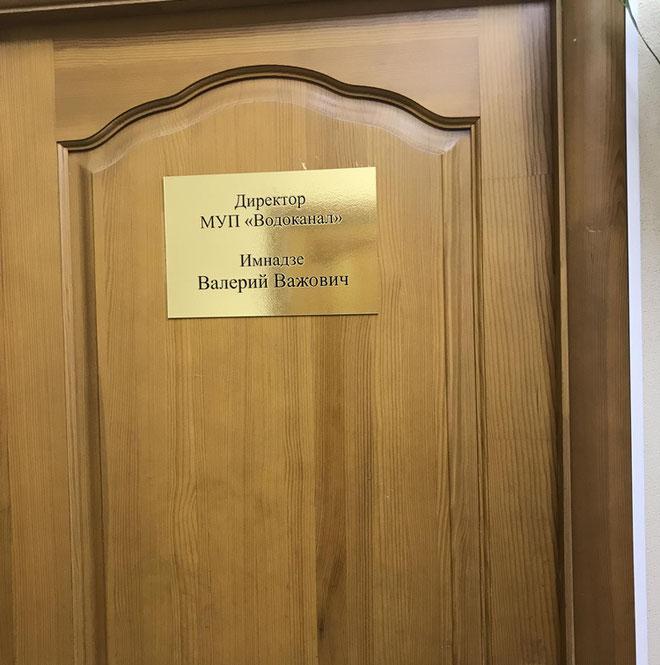 Директор
МУП «Водоканал»
Имнадзе
Валерий Важович